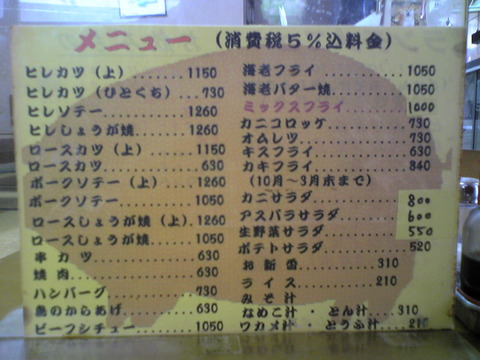 メニュー (消費税5%込料金)
ヒレカツ(上).......1150
ヒレカツ(ひとくち)...730
ヒレソテー..........1260
ヒレしょうが焼.......1260
ロースカツ(上)......1150
ロースカツ...........630
ポークソテー(上)....1260
ポークソテー.........1050
ロースしょうが焼(上).1260
ロースしょうが焼.....1050
串カツ..............630
焼肉................630
ハンバーグ...........730
鳥のからあげ.........630
ビーフシチュー.......1050
海老フライ..........1050
海老バター焼........1050
ミックスフライ.......1000
カニコロッケ.........730
オムレツ............730
キスフライ..........630
カキフライ..........840
(10月〜3月末まで)
カニサラダ..........800
アスパラサラダ.......600
生野菜サラダ........550
ポテトサラダ........520
お新香..........310
ライス..........210
みそ汁
なめこ汁・とん汁....310
ワカメ汁・とうふ汁...210